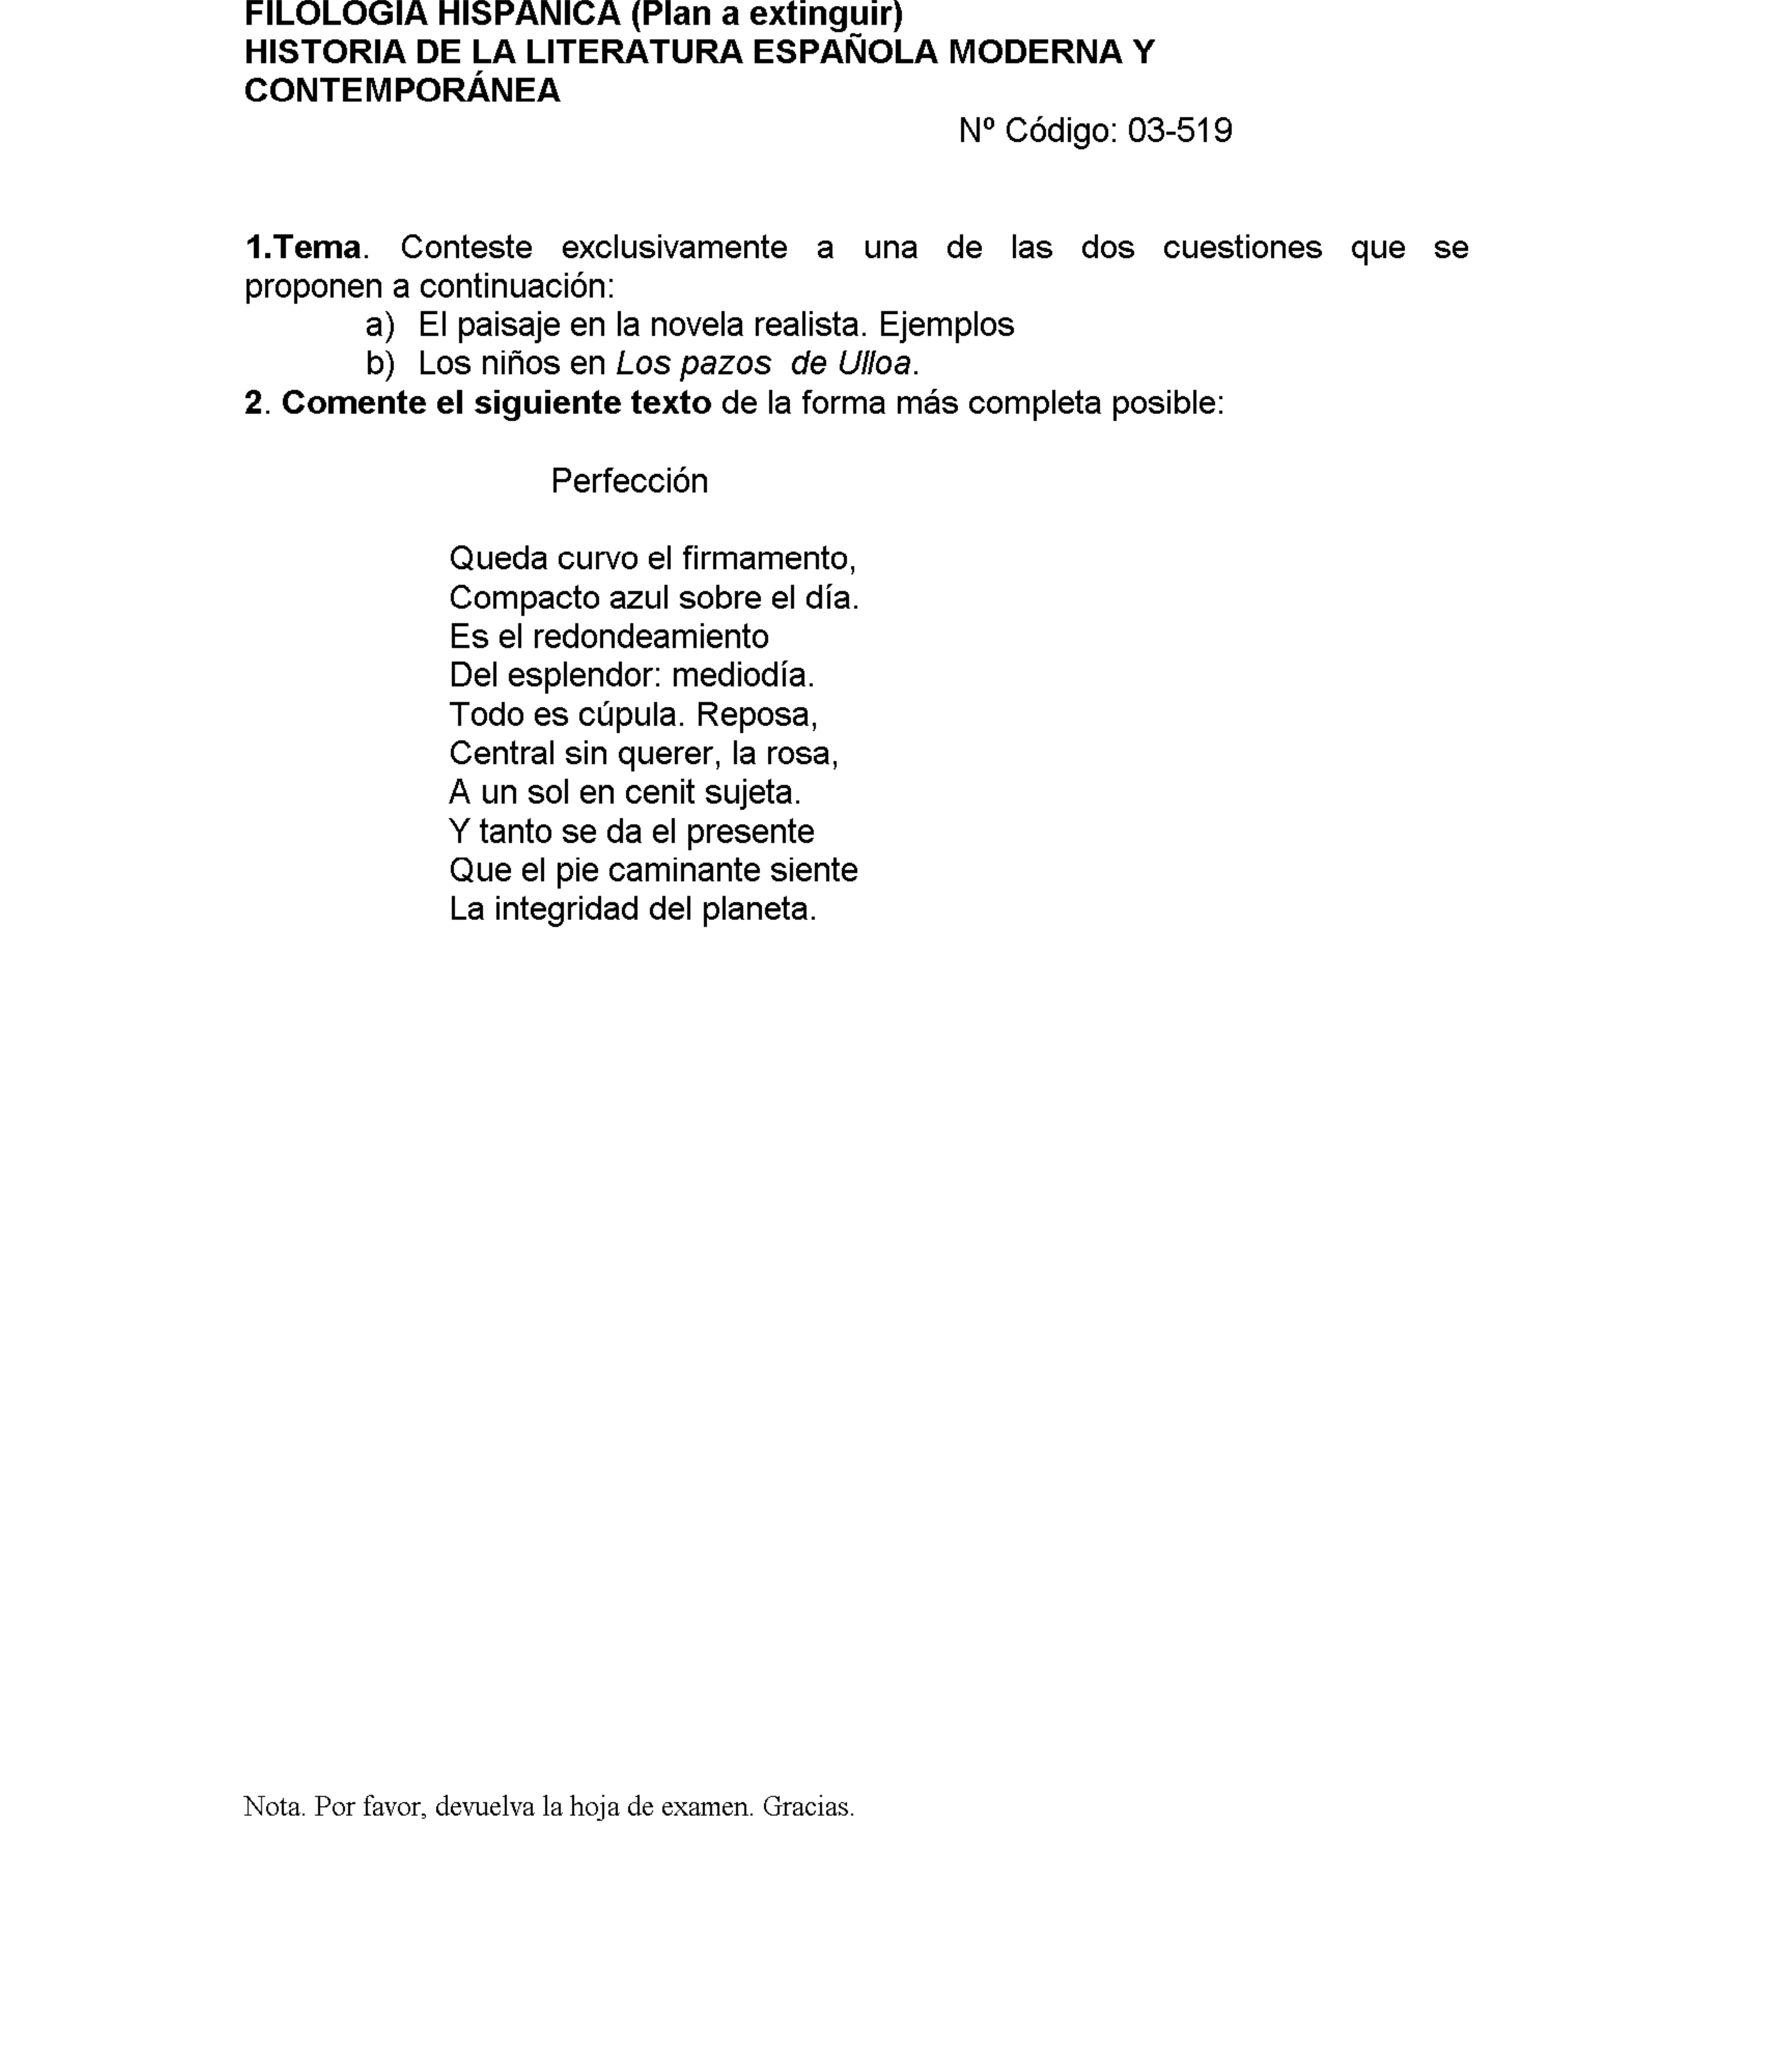 FILOLOGÍA HISPÁNICA (Plan a extinguir)
HISTORIA DE LA LITERATURA ESPAÑOLA MODERNA Y
CONTEMPORÁNEA
Nº Código: 03-519
1.Tema. Conteste exclusivamente a una de las dos cuestiones que se
proponen a continuación:
a) El paisaje en la novela realista. Ejemplos
b) Los niños en Los pazos de Ulloa.
2. Comente el siguiente texto de la forma más completa posible:
Perfección
Queda curvo el firmamento,
Compacto azul sobre el día.
Es el redondeamiento
Del esplendor: mediodía.
Todo es cúpula. Reposa,
Central sin querer, la rosa,
A un sol en cenit sujeta.
Y tanto se da el presente
Que el pie caminante siente
La integridad del planeta.
Nota. Por favor, devuelva la hoja de examen. Gracias.